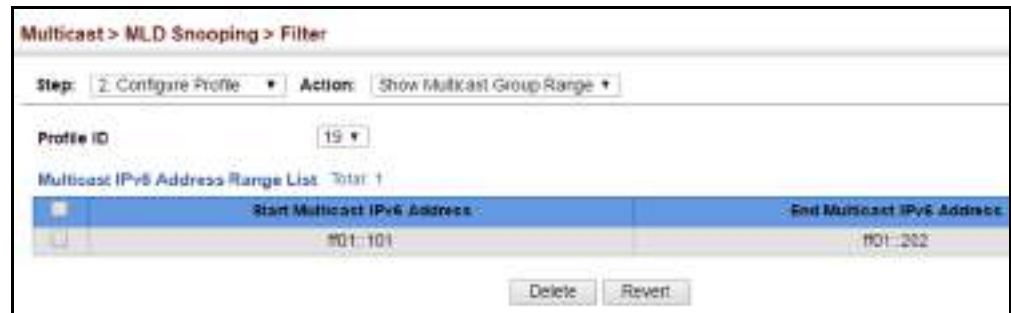 Multicast > MLD Snooping > Filter
Step: 2. Configure Profile Action: Show Multicast Group Range
Profile ID 19
Multicast IPv6 Address Range List Total: 1
Start Multicast IPv6 Address End Multicast IPv6 Address
ff01::101 ff01::202
Delete Revert